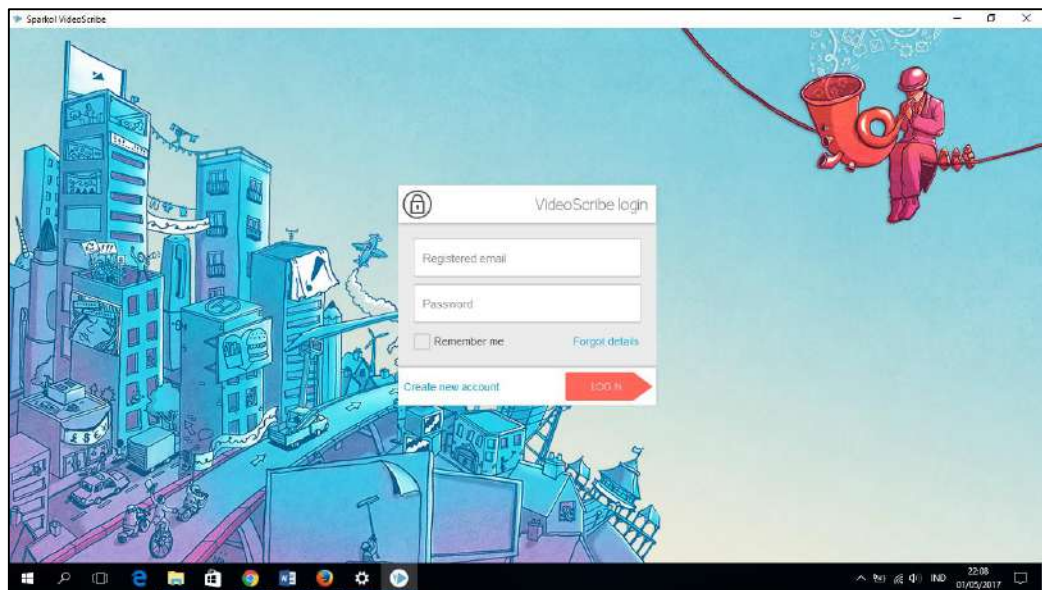 Sparkol VideoScribe
VideoScribe login
Registered email
Password
Remember me
Forgot details
Create new account
LOG IN
£ $ €
IND
22:08
01/05/2017